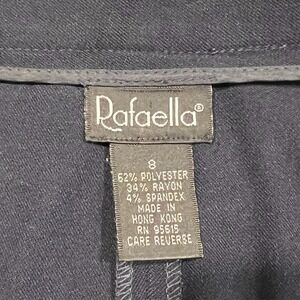 Rafaella®
8
62% POLYESTER
34% RAYON
4% SPANDEX
MADE IN
HONG KONG
RN 95515
CARE REVERSE